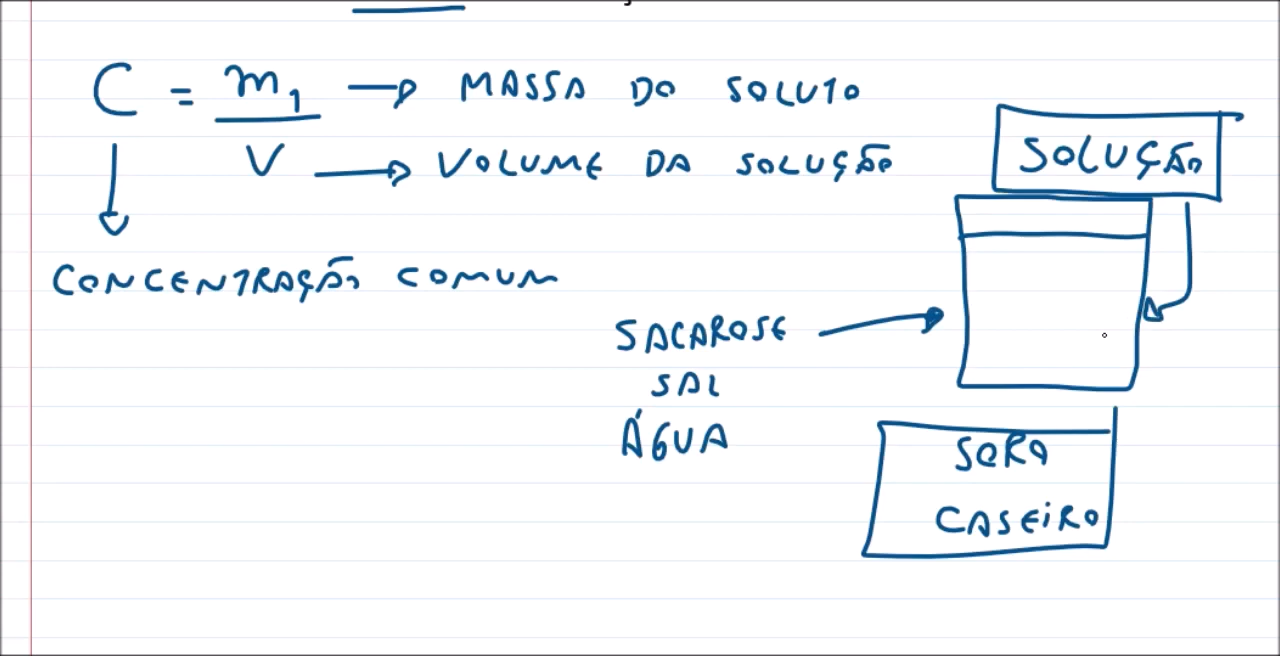 C = m₁ → MASSA DO SOLUTO
V → VOLUME DA SOLUÇÃO
CONCENTRAÇÃO COMUM
SOLUÇÃO
SACAROSE
SAL
ÁGUA
SORO
CASEIRO